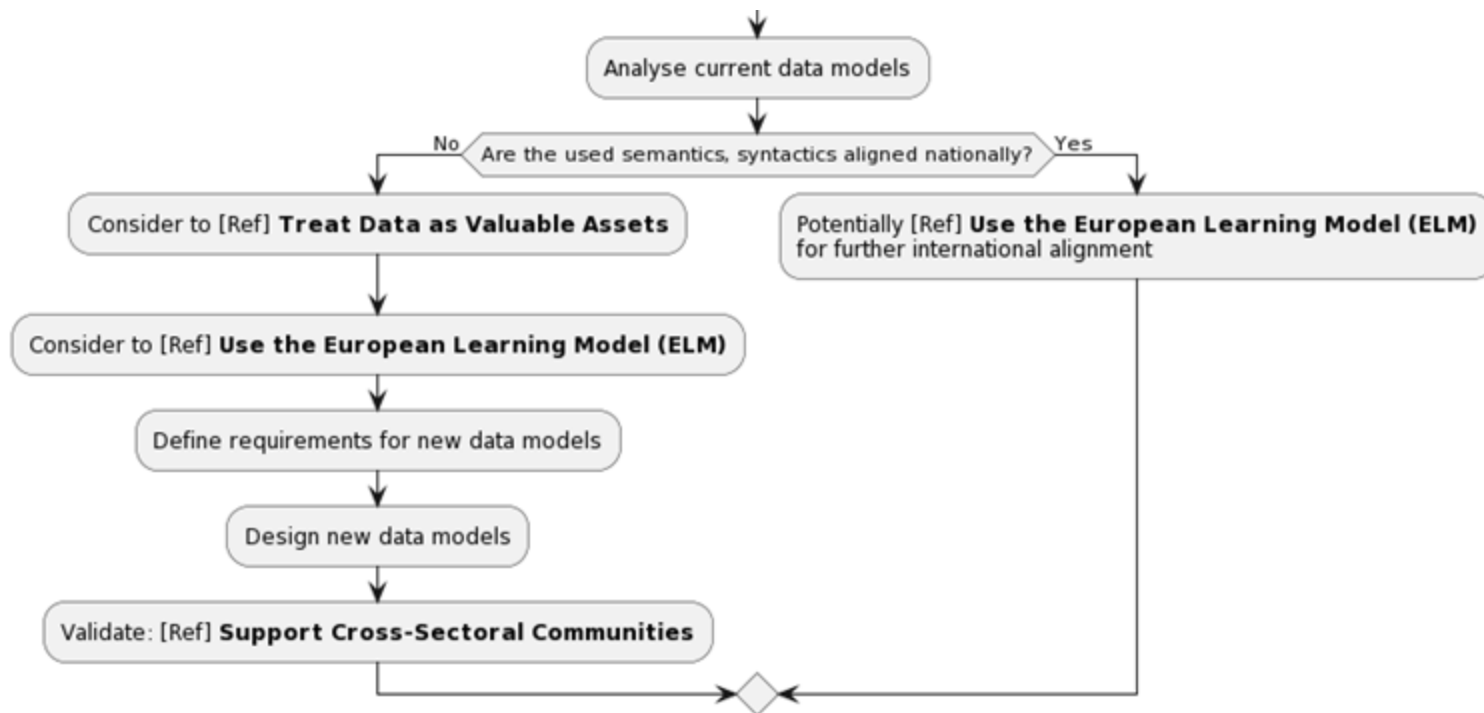 Analyse current data models
No
Are the used semantics, syntactics aligned nationally?
Yes
Consider to [Ref] Treat Data as Valuable Assets
Potentially [Ref] Use the European Learning Model (ELM)
for further international alignment
Consider to [Ref] Use the European Learning Model (ELM)
Define requirements for new data models
Design new data models
Validate: [Ref] Support Cross-Sectoral Communities